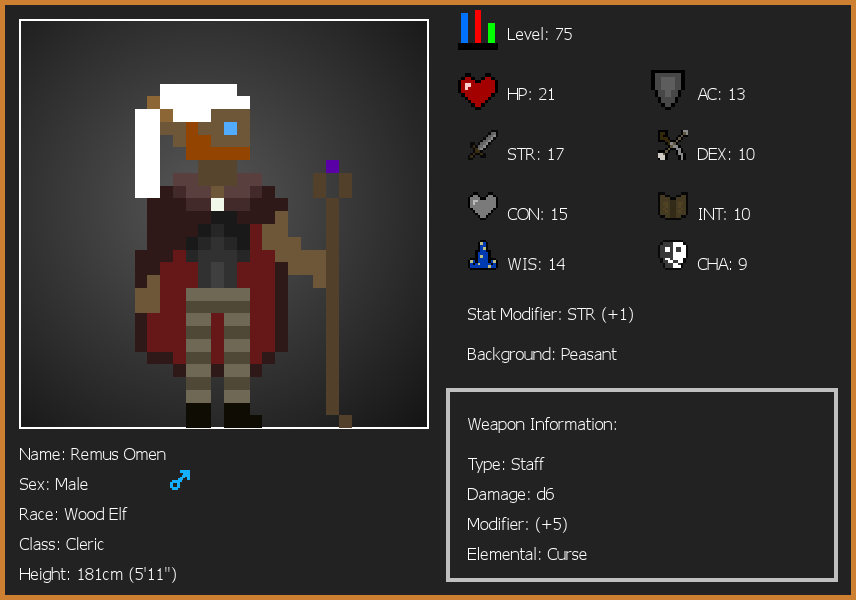 Level: 75
HP: 21
AC: 13
STR: 17
DEX: 10
CON: 15
INT: 10
WIS: 14
CHA: 9
Stat Modifier: STR (+1)
Background: Peasant
Weapon Information:
Type: Staff
Damage: d6
Modifier: (+5)
Elemental: Curse
Name: Remus Omen
Sex: Male
Race: Wood Elf
Class: Cleric
Height: 181cm (5'11")